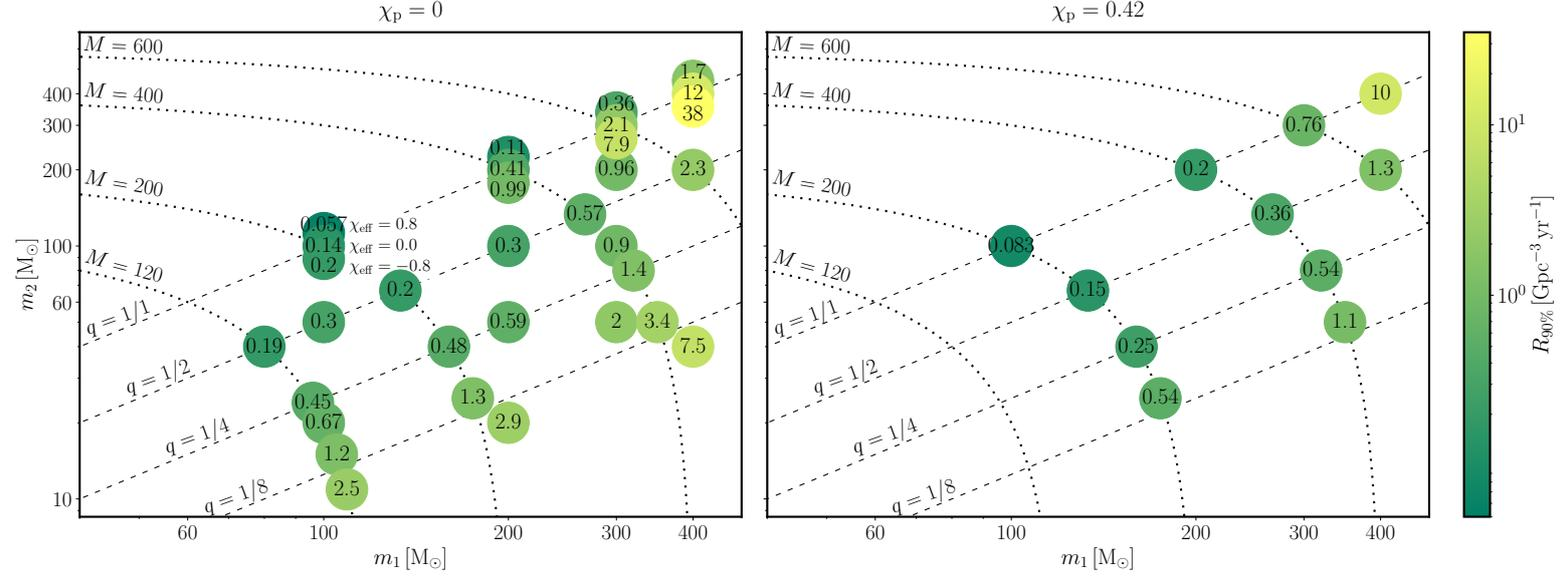 χp = 0
M = 600
M = 400
M = 200
M = 120
q = 1/1
q = 1/2
q = 1/4
q = 1/8
1.7
12
38
0.36
2.1
7.9
0.96
2.3
0.11
0.41
0.99
0.57
0.057 χeff = 0.8
0.14 χeff = 0.0
0.2 χeff = −0.8
0.3
0.9
1.4
0.2
0.3
0.59
2
3.4
7.5
0.19
0.48
0.45
0.67
1.3
2.9
1.2
2.5
400
300
200
100
60
10
m2 [M⊙]
60
100
200
300
400
m1 [M⊙]
χp = 0.42
M = 600
M = 400
M = 200
M = 120
q = 1/1
q = 1/2
q = 1/4
q = 1/8
10
0.76
0.2
1.3
0.36
0.083
0.54
0.15
1.1
0.25
0.54
60
100
200
300
400
m1 [M⊙]
10¹
10⁰
R90% [Gpc⁻³ yr⁻¹]